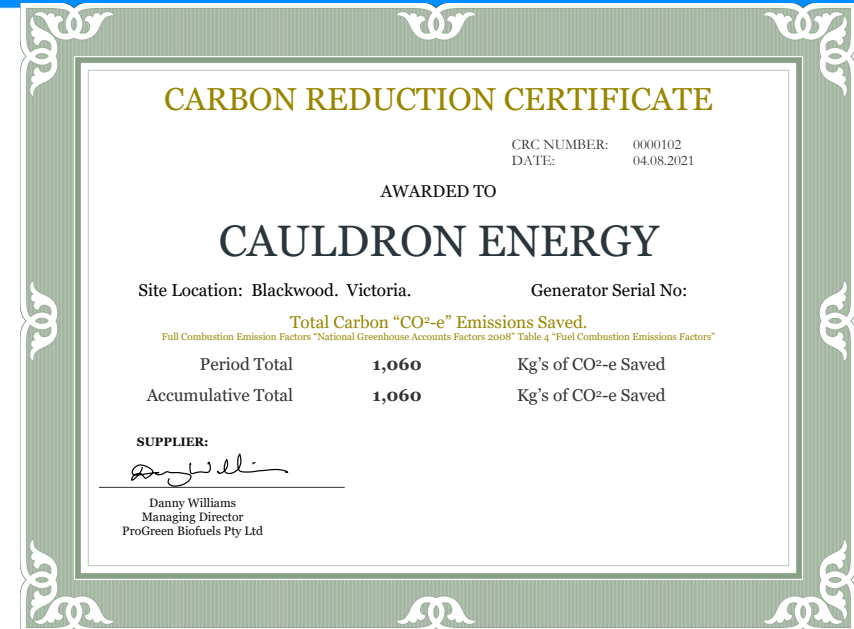 CARBON REDUCTION CERTIFICATE
CRC NUMBER: 0000102
DATE: 04.08.2021
AWARDED TO
CAULDRON ENERGY
Site Location: Blackwood. Victoria. Generator Serial No:
Total Carbon “CO²-e” Emissions Saved.
Full Combustion Emission Factors “National Greenhouse Accounts Factors 2008” Table 4 “Fuel Combustion Emissions Factors”
Period Total 1,060 Kg’s of CO²-e Saved
Accumulative Total 1,060 Kg’s of CO²-e Saved
SUPPLIER:
Danny Williams
Managing Director
ProGreen Biofuels Pty Ltd